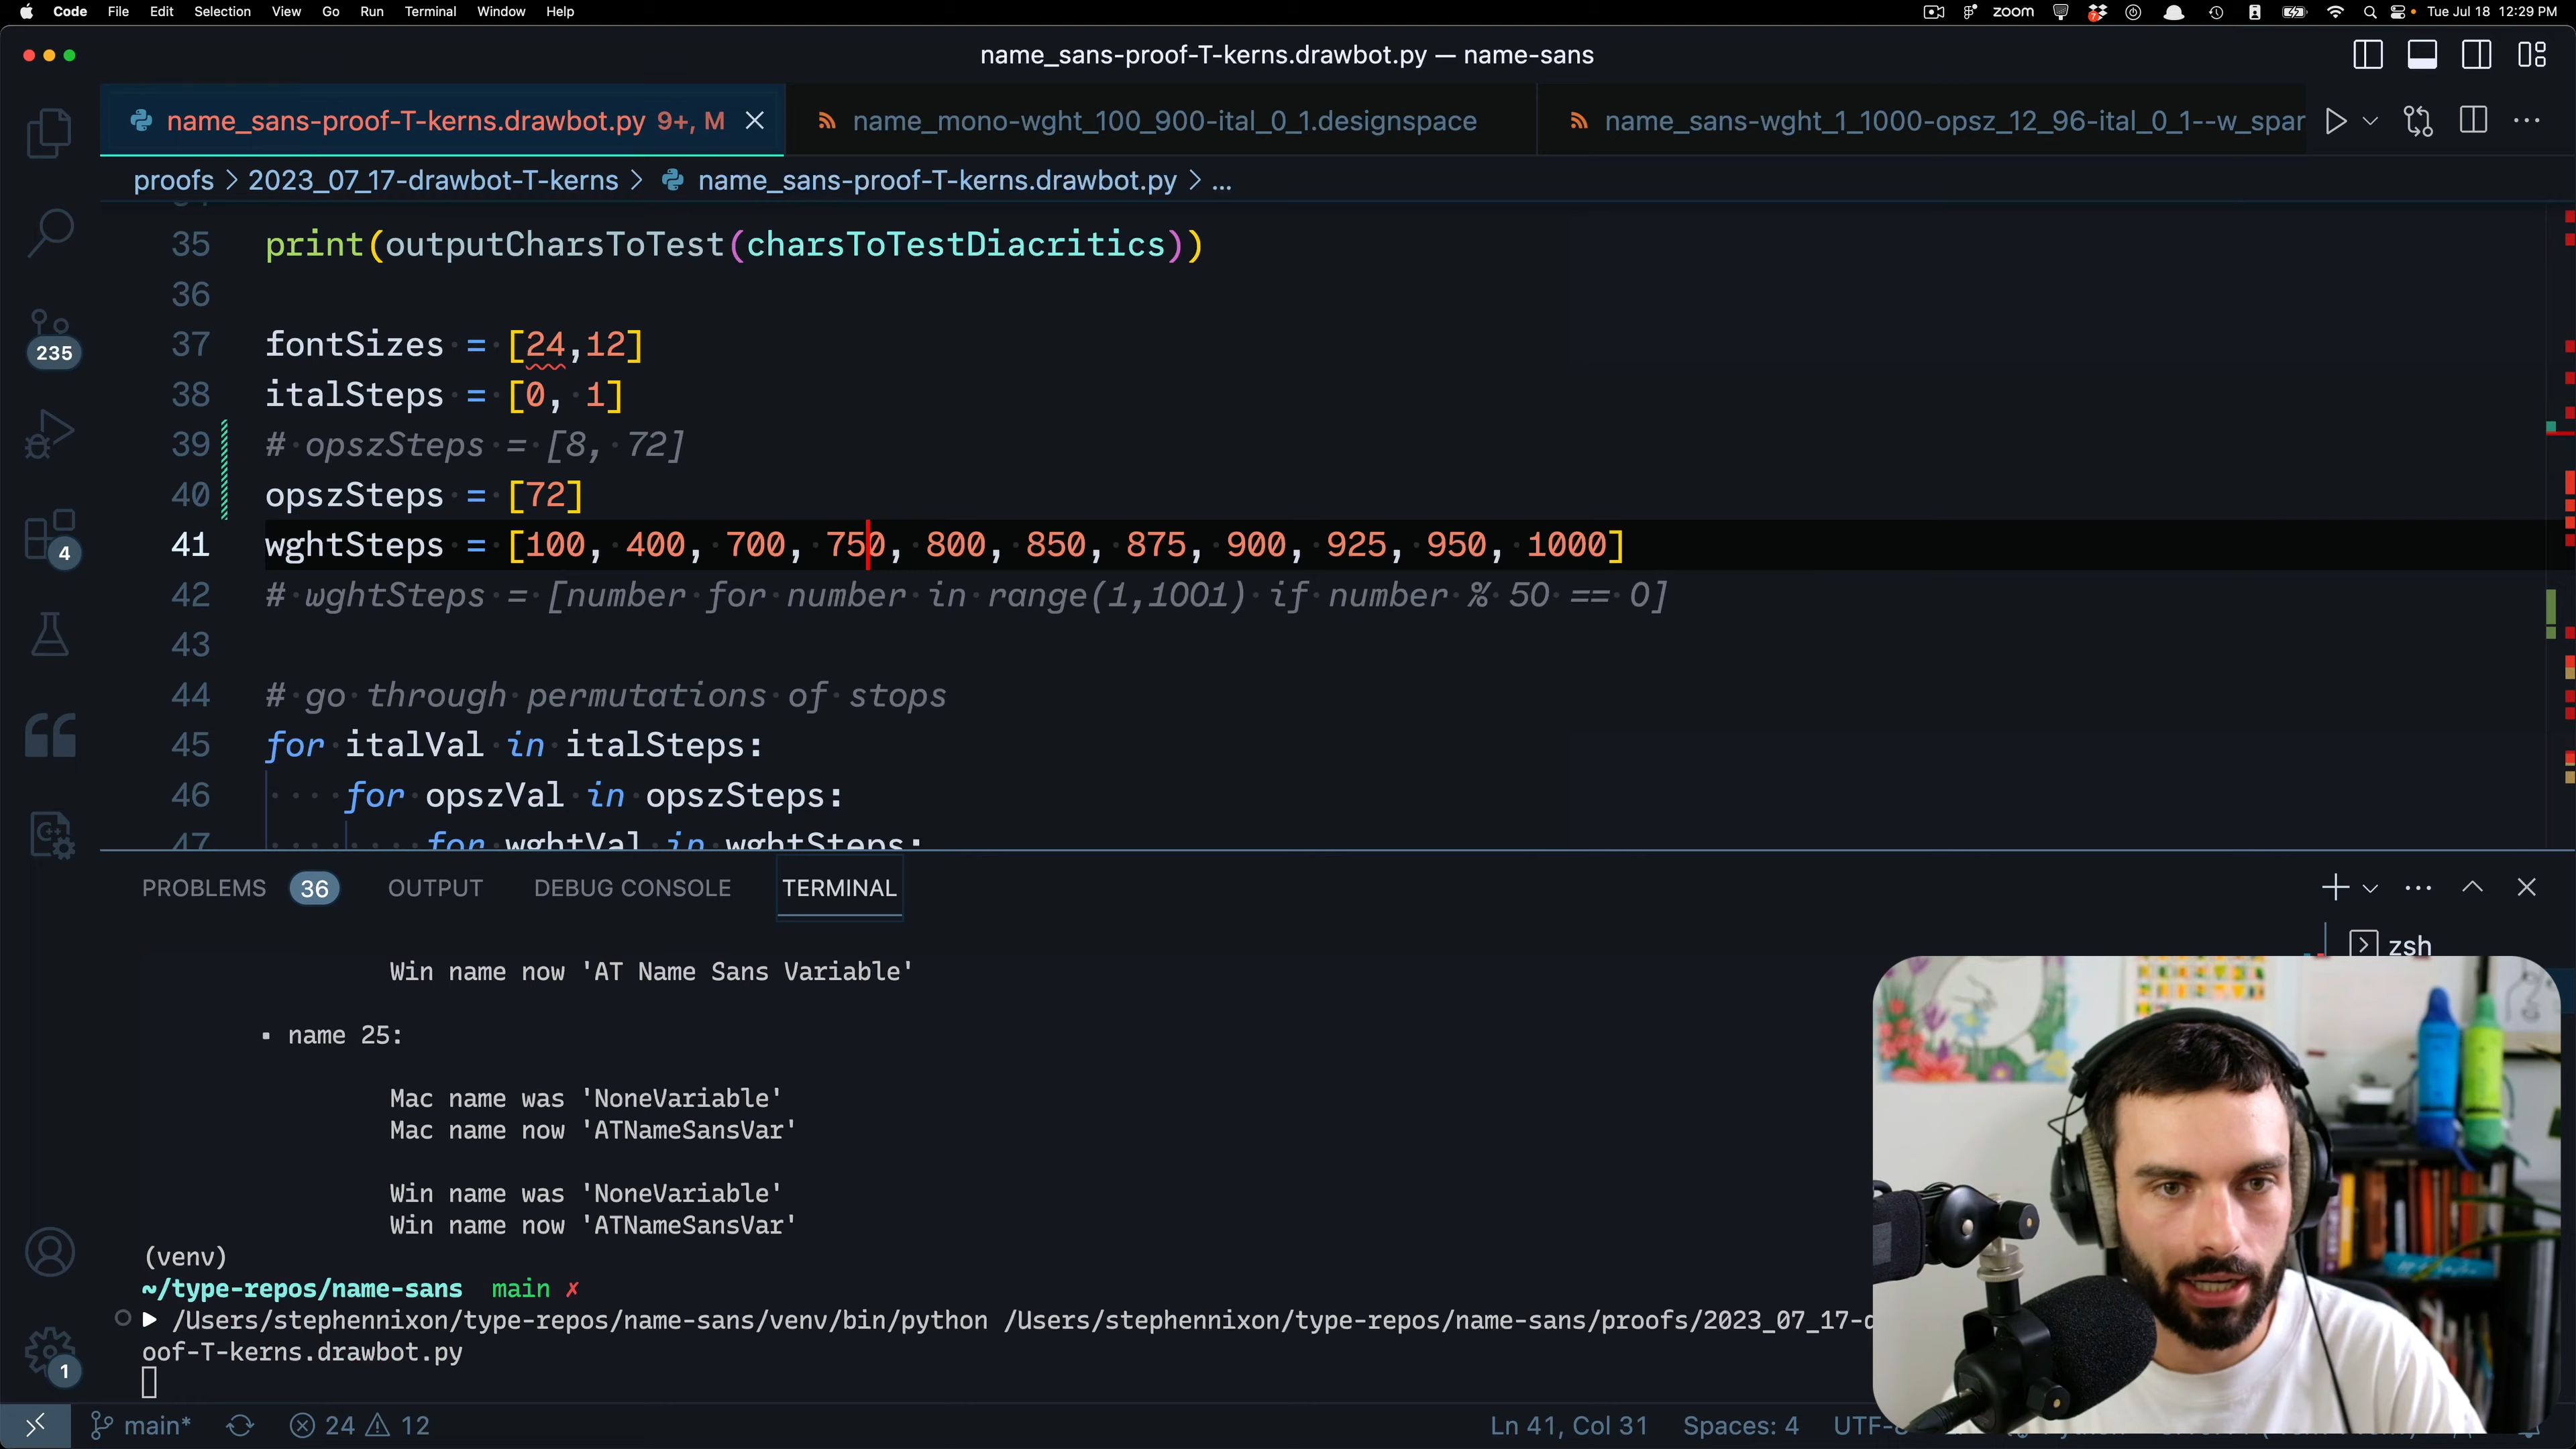 Code File Edit Selection View Go Run Terminal Window Help zoom 7 Tue Jul 18 12:29 PM
name_sans-proof-T-kerns.drawbot.py — name-sans
name_sans-proof-T-kerns.drawbot.py 9+, M name_mono-wght_100_900-ital_0_1.designspace name_sans-wght_1_1000-opsz_12_96-ital_0_1--w_spar
proofs > 2023_07_17-drawbot-T-kerns > name_sans-proof-T-kerns.drawbot.py > ...
35 print(outputCharsToTest(charsToTestDiacritics))
36
37 fontSizes = [24,12]
38 italSteps = [0, 1]
39 # opszSteps = [8, 72]
40 opszSteps = [72]
41 wghtSteps = [100, 400, 700, 750, 800, 850, 875, 900, 925, 950, 1000]
42 # wghtSteps = [number for number in range(1,1001) if number % 50 == 0]
43
44 # go through permutations of stops
45 for italVal in italSteps:
46 for opszVal in opszSteps:
47 for wghtVal in wghtSteps:
235
4
1
PROBLEMS 36 OUTPUT DEBUG CONSOLE TERMINAL
zsh
Win name now 'AT Name Sans Variable'
▪ name 25:
Mac name was 'NoneVariable'
Mac name now 'ATNameSansVar'
Win name was 'NoneVariable'
Win name now 'ATNameSansVar'
(venv)
~/type-repos/name-sans main ✗
/Users/stephennixon/type-repos/name-sans/venv/bin/python /Users/stephennixon/type-repos/name-sans/proofs/2023_07_17-d
oof-T-kerns.drawbot.py
main* 24 12 Ln 41, Col 31 Spaces: 4 UTF-8